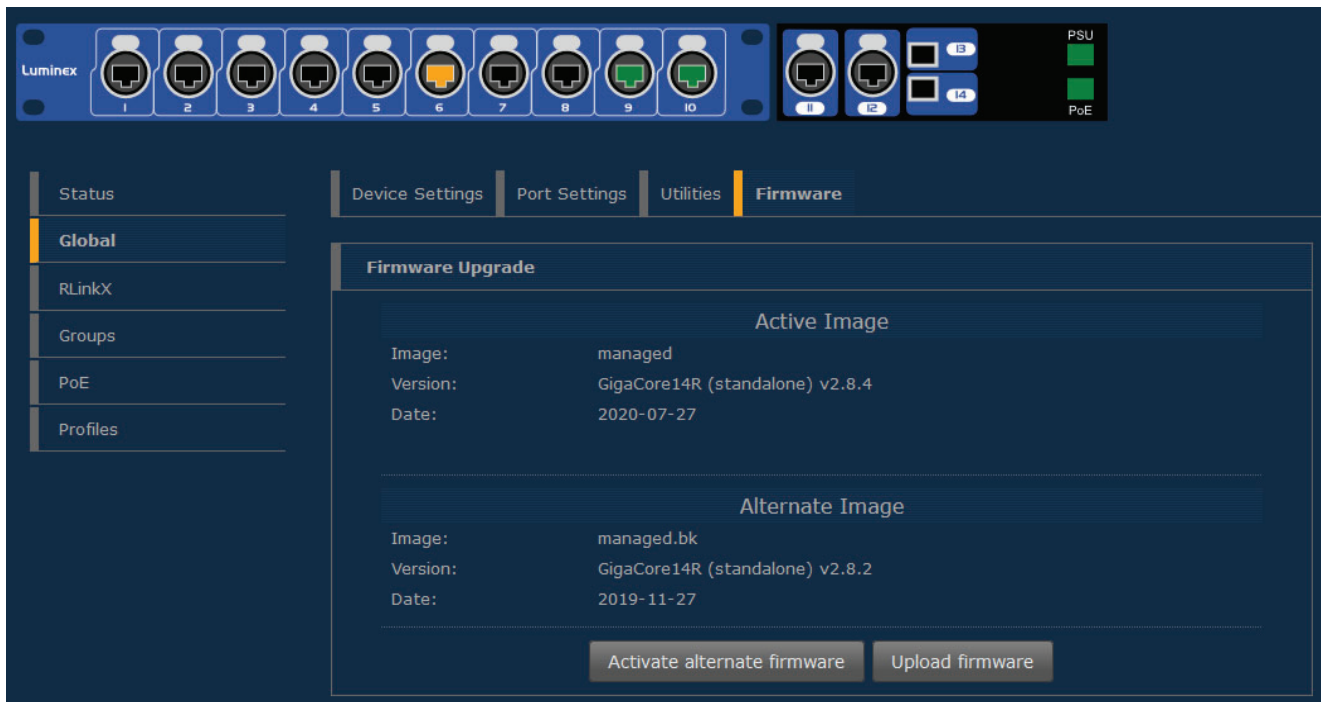 PSU
Luminex
1 2 3 4 5 6 7 8 9 10 11 12
13
14
PoE
Status
Global
RLinkX
Groups
PoE
Profiles
Device Settings Port Settings Utilities Firmware
Firmware Upgrade
Active Image
Image: managed
Version: GigaCore14R (standalone) v2.8.4
Date: 2020-07-27
Alternate Image
Image: managed.bk
Version: GigaCore14R (standalone) v2.8.2
Date: 2019-11-27
Activate alternate firmware Upload firmware